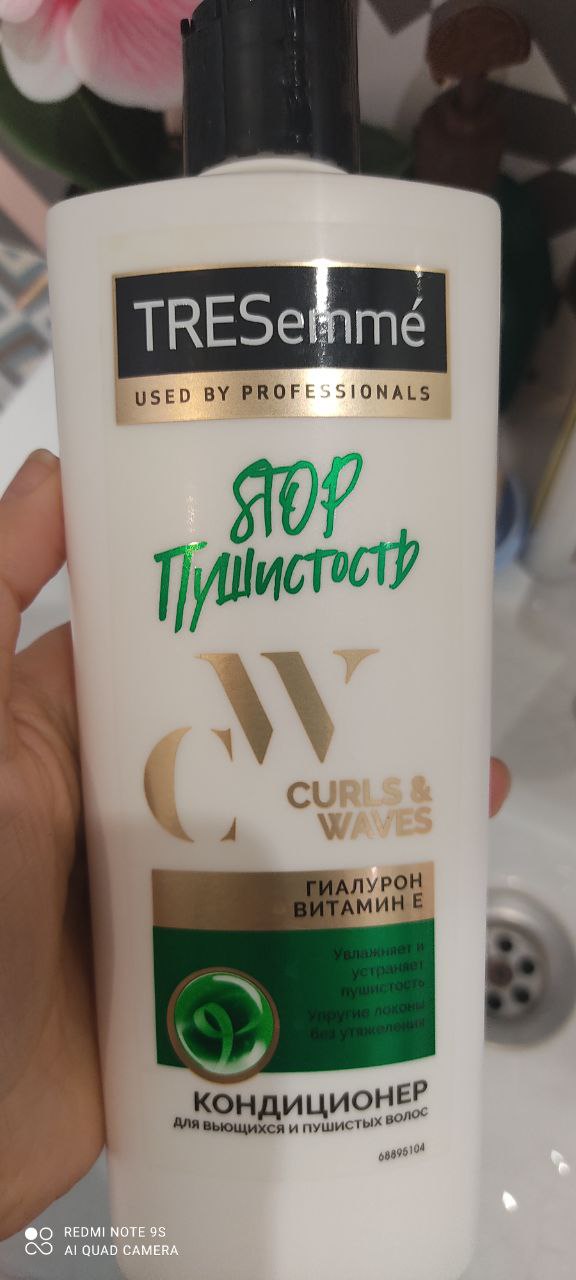 TRESemmé
USED BY PROFESSIONALS
STOP
ПУШИСТОСТЬ
CW
CURLS &
WAVES
ГИАЛУРОН
ВИТАМИН Е
Увлажняет и
устраняет
пушистость
Упругие локоны
без утяжеления
КОНДИЦИОНЕР
ДЛЯ ВЬЮЩИХСЯ И ПУШИСТЫХ ВОЛОС
68895104
REDMI NOTE 9S
AI QUAD CAMERA